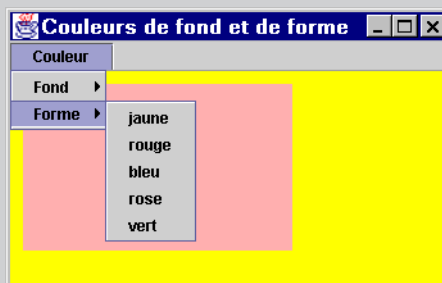 Couleurs de fond et de forme
Couleur
Fond
Forme
jaune
rouge
bleu
rose
vert